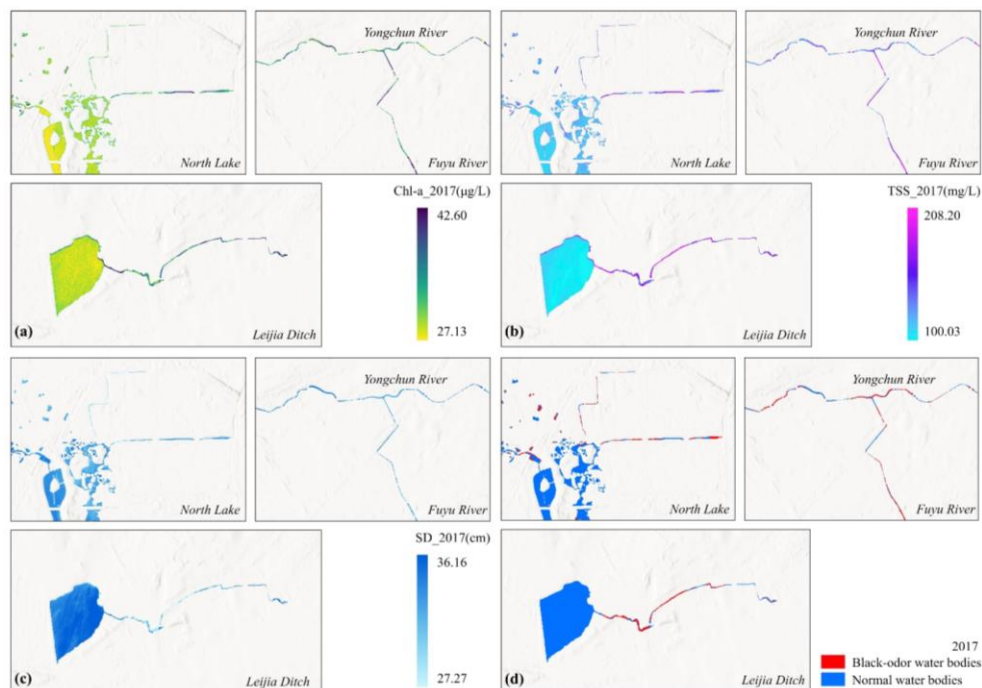 Yongchun River
North Lake
Fuyu River
Chl-a_2017(μg/L)
42.60
27.13
(a)
Leijia Ditch
Yongchun River
North Lake
Fuyu River
TSS_2017(mg/L)
208.20
100.03
(b)
Leijia Ditch
Yongchun River
North Lake
Fuyu River
SD_2017(cm)
36.16
27.27
(c)
Leijia Ditch
Yongchun River
North Lake
Fuyu River
2017
Black-odor water bodies
Normal water bodies
(d)
Leijia Ditch